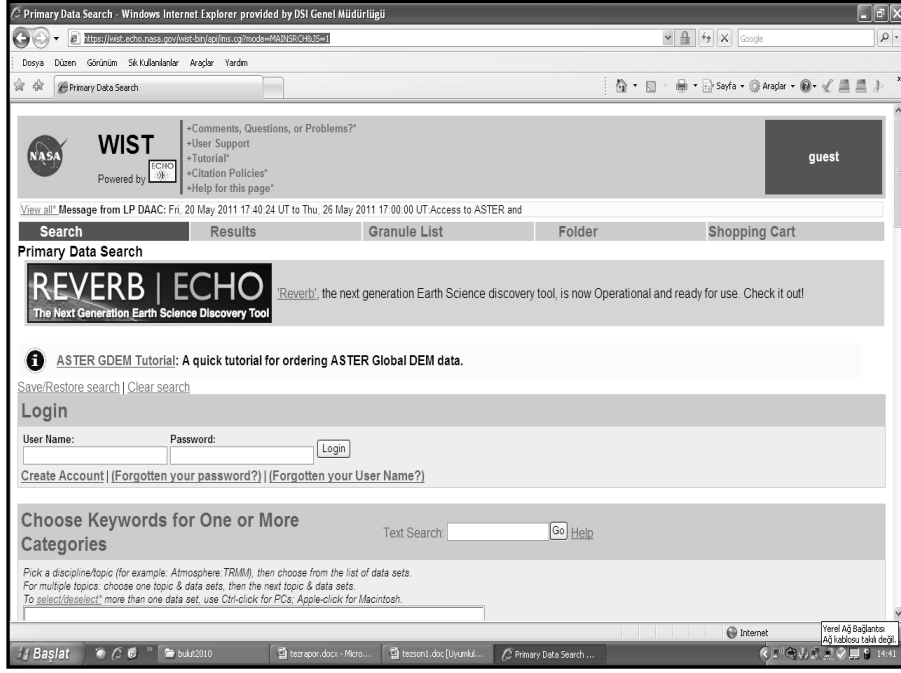 Primary Data Search - Windows Internet Explorer provided by DSI Genel Müdürlügü
https://wist.echo.nasa.gov/wist-bin/api/ims.cgi?mode=MAINSRCH&JS=1
Google
Dosya Düzen Görünüm Sık Kullanılanlar Araçlar Yardım
Primary Data Search
Sayfa Araçlar
NASA
WIST
Powered by ECHO
+Comments, Questions, or Problems?*
+User Support
+Tutorial*
+Citation Policies*
+Help for this page*
guest
View all* Message from LP DAAC: Fri, 20 May 2011 17:40:24 UT to Thu, 26 May 2011 17:00:00 UT:Access to ASTER and
Search Results Granule List Folder Shopping Cart
Primary Data Search
REVERB | ECHO
The Next Generation Earth Science Discovery Tool
'Reverb', the next generation Earth Science discovery tool, is now Operational and ready for use. Check it out!
ASTER GDEM Tutorial: A quick tutorial for ordering ASTER Global DEM data.
Save/Restore search | Clear search
Login
User Name: Password:
Login
Create Account | (Forgotten your password?) | (Forgotten your User Name?)
Choose Keywords for One or More
Categories
Text Search: Go Help
Pick a discipline/topic (for example: Atmosphere:TRMM), then choose from the list of data sets.
For multiple topics: choose one topic & data sets, then the next topic & data sets.
To select/deselect* more than one data set, use Ctrl-click for PCs; Apple-click for Macintosh.
Internet
Yerel Ağ Bağlantısı
Ağ kablosu takılı değil.
Başlat bulut2010 tezrapor.docx - Micro... tezson1.doc [Uyumlul... Primary Data Search ... 14:41